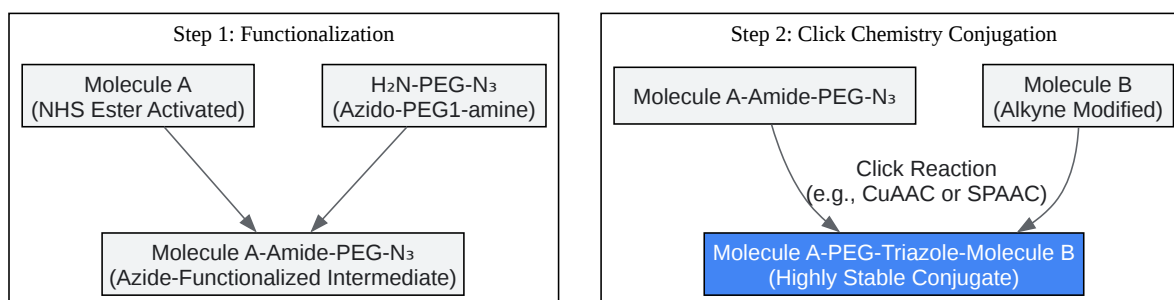 Step 1: Functionalization
Molecule A
(NHS Ester Activated)
H₂N-PEG-N₃
(Azido-PEG1-amine)
Molecule A-Amide-PEG-N₃
(Azide-Functionalized Intermediate)
Step 2: Click Chemistry Conjugation
Molecule A-Amide-PEG-N₃
Molecule B
(Alkyne Modified)
Click Reaction
(e.g., CuAAC or SPAAC)
Molecule A-PEG-Triazole-Molecule B
(Highly Stable Conjugate)